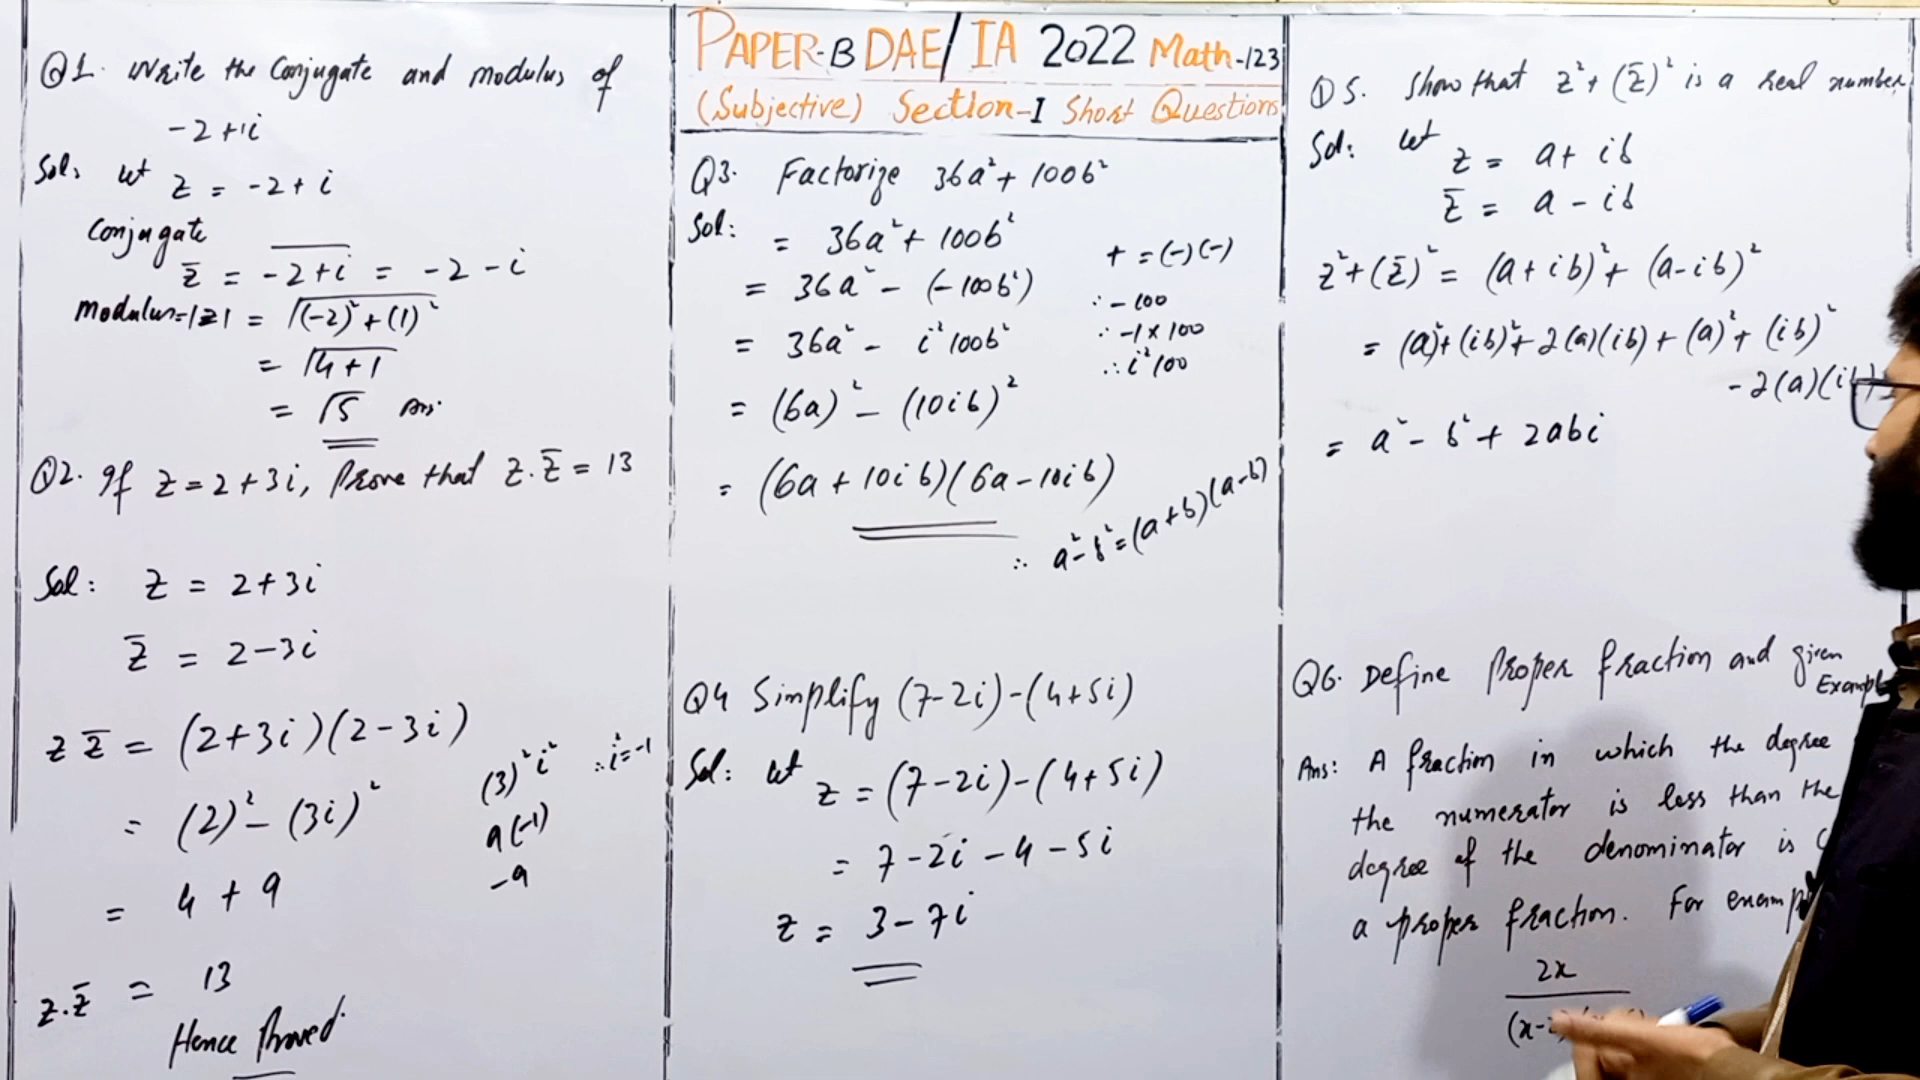 PAPER-B DAE/IA 2022 Math-123
(Subjective) Section-I Short Questions
Q1. Write the Conjugate and modulus of
-2+1i
Sol: let z = -2+i
Conjugate
z̄ = \overline{-2+i} = -2-i
Modulus=|z| = √((-2)²+(1)²)
= √(4+1)
= √5 Ans:
Q2. If z=2+3i, Prove that z.z̄=13
Sol: z = 2+3i
z̄ = 2-3i
z z̄ = (2+3i)(2-3i)
= (2)²-(3i)²
(3)²i² ∴i²=-1
9(-1)
-9
= 4+9
z.z̄ = 13
Hence Proved.
Q3. Factorize 36a²+100b²
Sol: = 36a²+100b²
+ = (-)(-)
= 36a² - (-100b²)
∴ -100
∴ -1×100
= 36a² - i²100b²
∴ i²100
= (6a)² - (10ib)²
= (6a+10ib)(6a-10ib)
∴ a²-b²=(a+b)(a-b)
Q4 Simplify (7-2i)-(4+5i)
Sol: let z = (7-2i)-(4+5i)
= 7-2i-4-5i
z = 3-7i
Q5. Show that z²+(z̄)² is a real number
Sol: let z = a+ib
z̄ = a-ib
z²+(z̄)² = (a+ib)²+(a-ib)²
= (a)²+(ib)²+2(a)(ib)+(a)²+(ib)²
-2(a)(ib)
= a²-b²+2abi
Q6. Define Proper fraction and given
Example
Ans: A fraction in which the degree
the numerator is less than the
degree of the denominator is
a proper fraction. For examp
2x
(x-